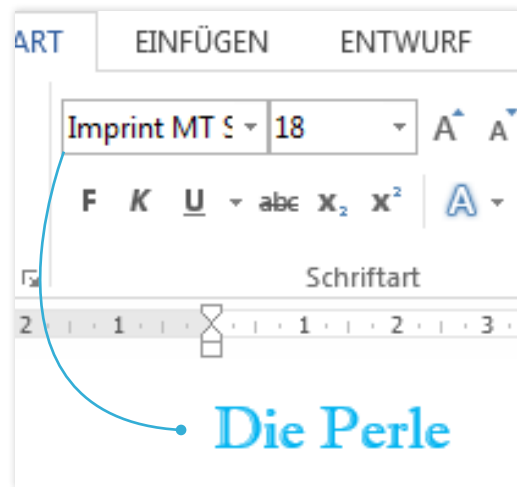 ART EINFÜGEN ENTWURF
Imprint MT S 18 A A
F K U abc x₂ x² A
Schriftart
2 1 1 2 3
Die Perle